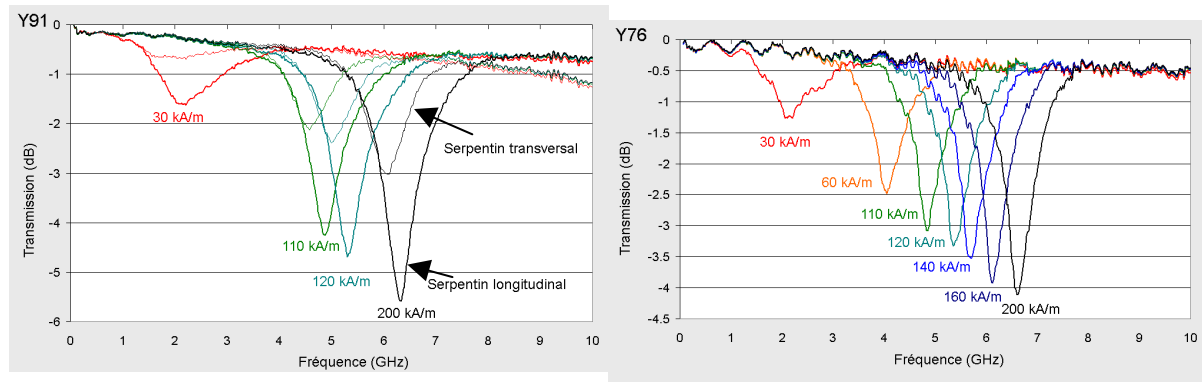 Y91
0
-1
-2
-3
-4
-5
-6
Transmission (dB)
30 kA/m
110 kA/m
120 kA/m
200 kA/m
Serpentin transversal
Serpentin longitudinal
0 1 2 3 4 5 6 7 8 9 10
Fréquence (GHz)
Y76
0
-0.5
-1
-1.5
-2
-2.5
-3
-3.5
-4
-4.5
Transmission (dB)
30 kA/m
60 kA/m
110 kA/m
120 kA/m
140 kA/m
160 kA/m
200 kA/m
0 1 2 3 4 5 6 7 8 9 10
Fréquence (GHz)